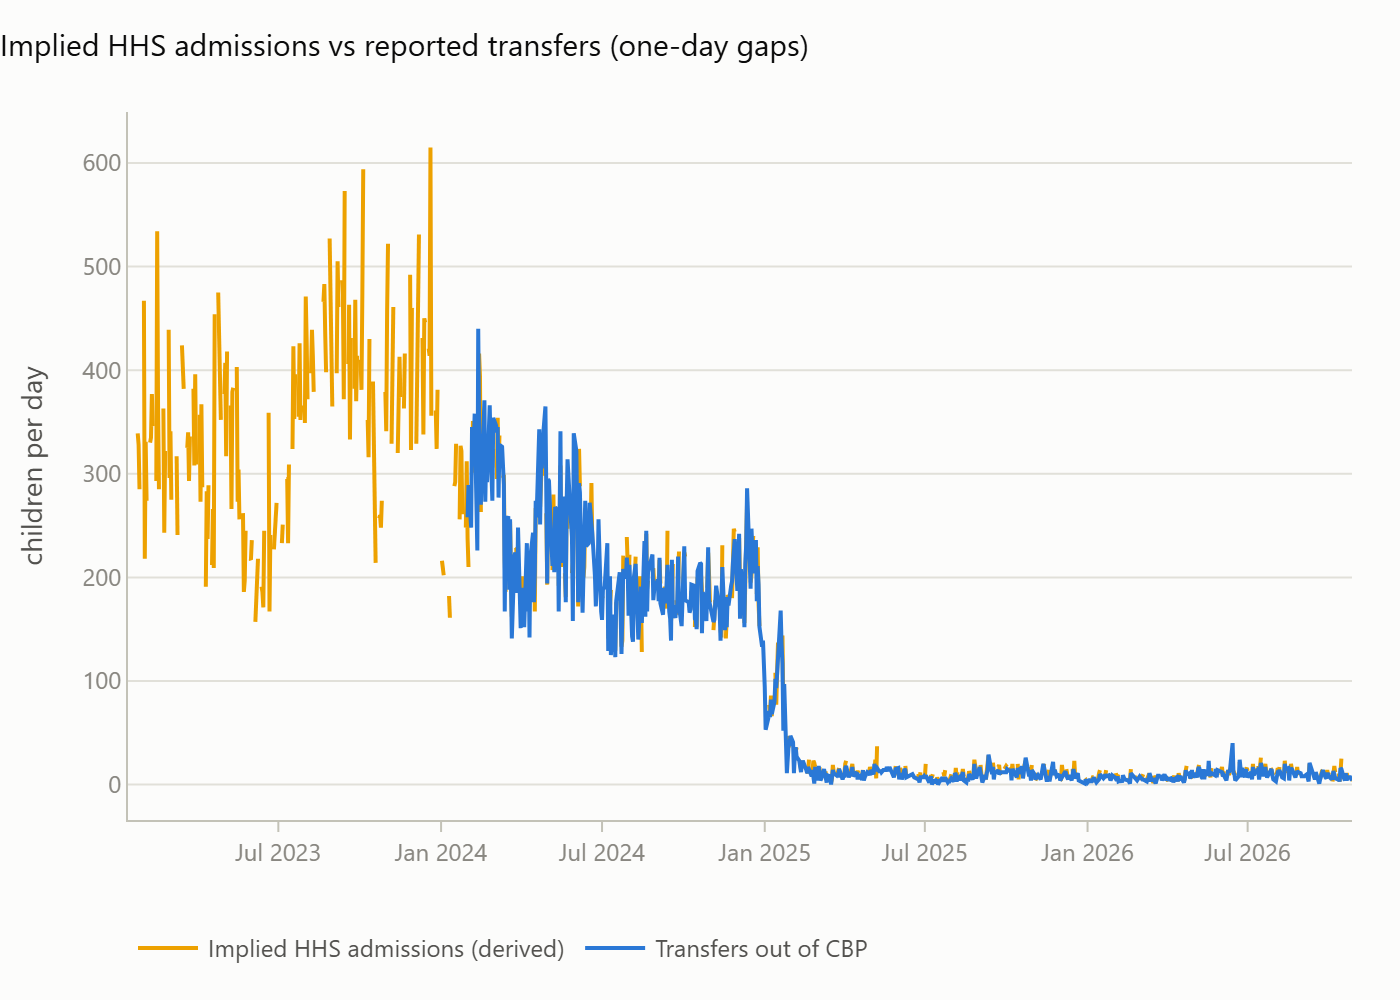 Implied HHS admissions vs reported transfers (one-day gaps)
children per day
600
500
400
300
200
100
0
Jul 2023 Jan 2024 Jul 2024 Jan 2025 Jul 2025 Jan 2026 Jul 2026
Implied HHS admissions (derived) Transfers out of CBP